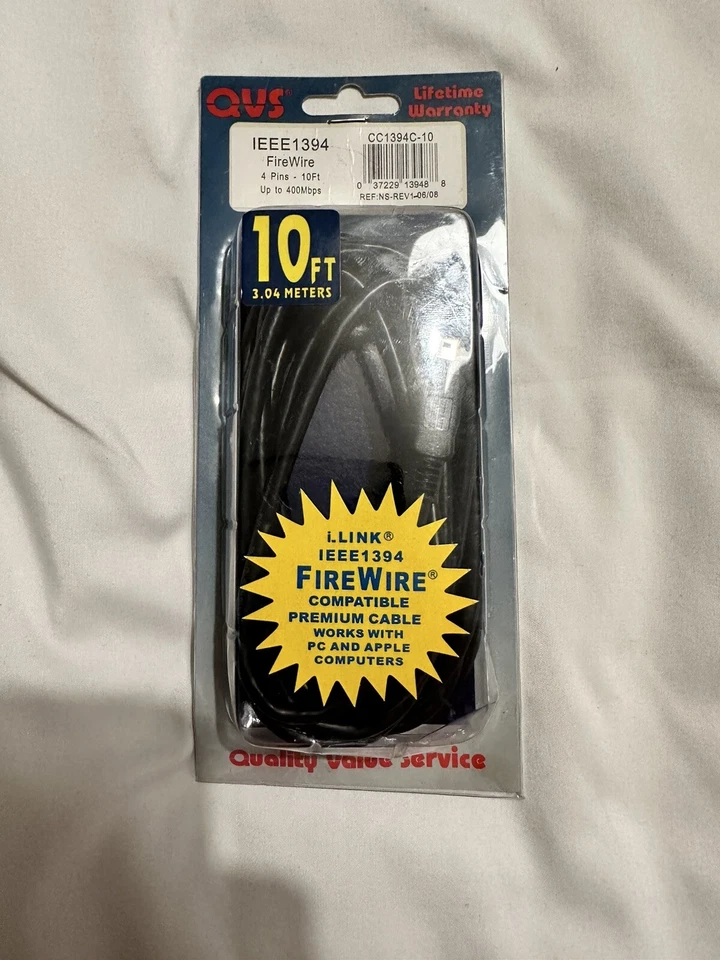 QVS®
Lifetime
Warranty
IEEE1394
FireWire
4 Pins - 10Ft
Up to 400Mbps
CC1394C-10
0 37229 13948 8
REF:NS-REV1-06/08
10FT
3.04 METERS
i.LINK®
IEEE1394
FIREWIRE®
COMPATIBLE
PREMIUM CABLE
WORKS WITH
PC AND APPLE
COMPUTERS
Quality Value Service